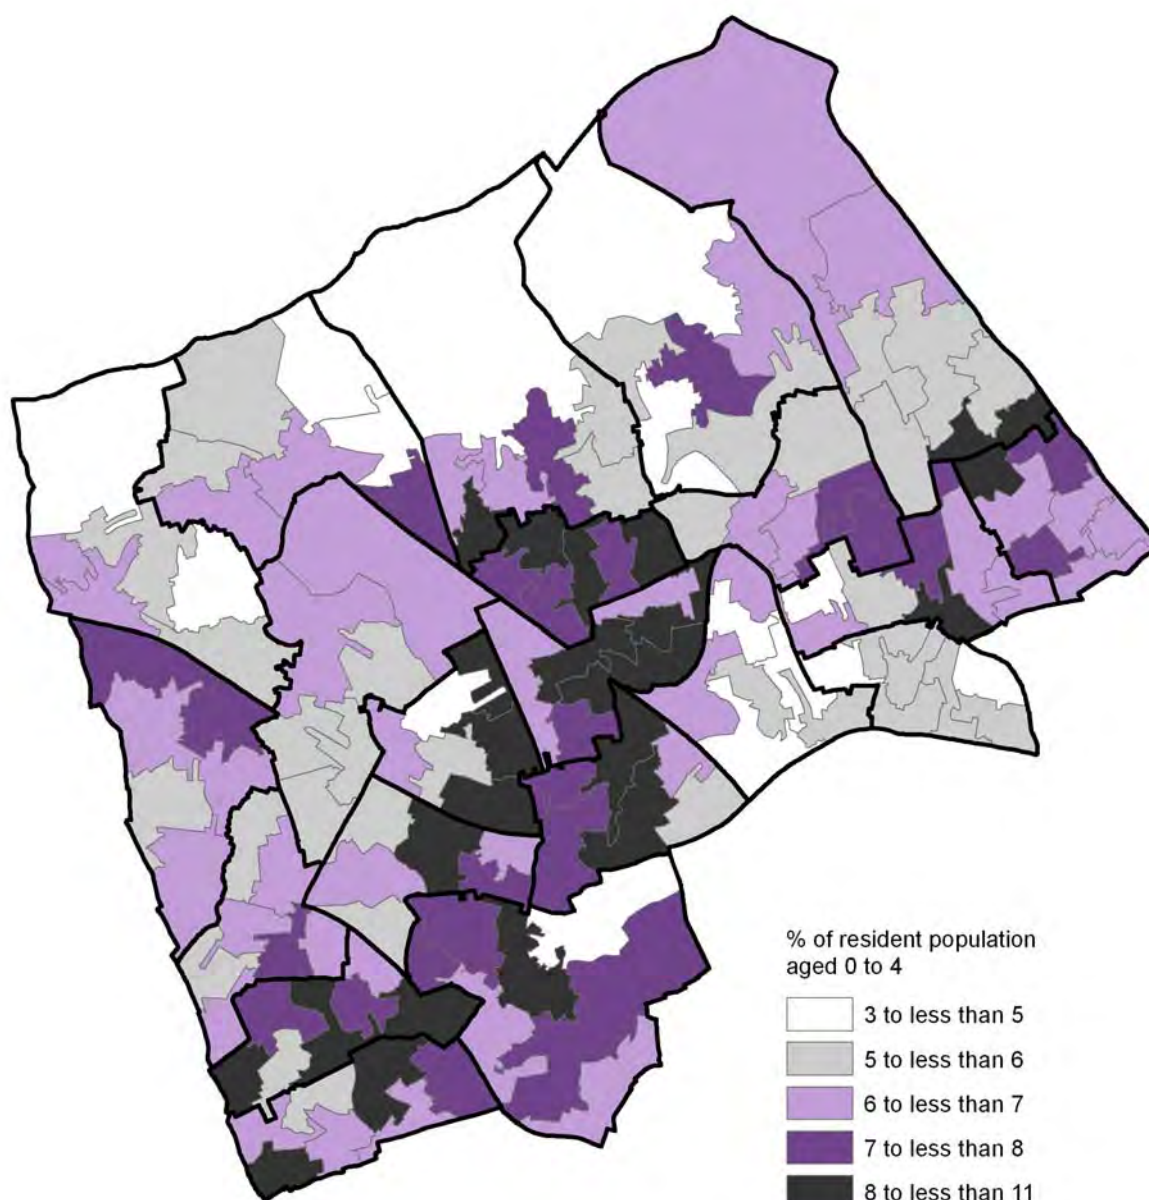 % of resident population
aged 0 to 4
3 to less than 5
5 to less than 6
6 to less than 7
7 to less than 8
8 to less than 11